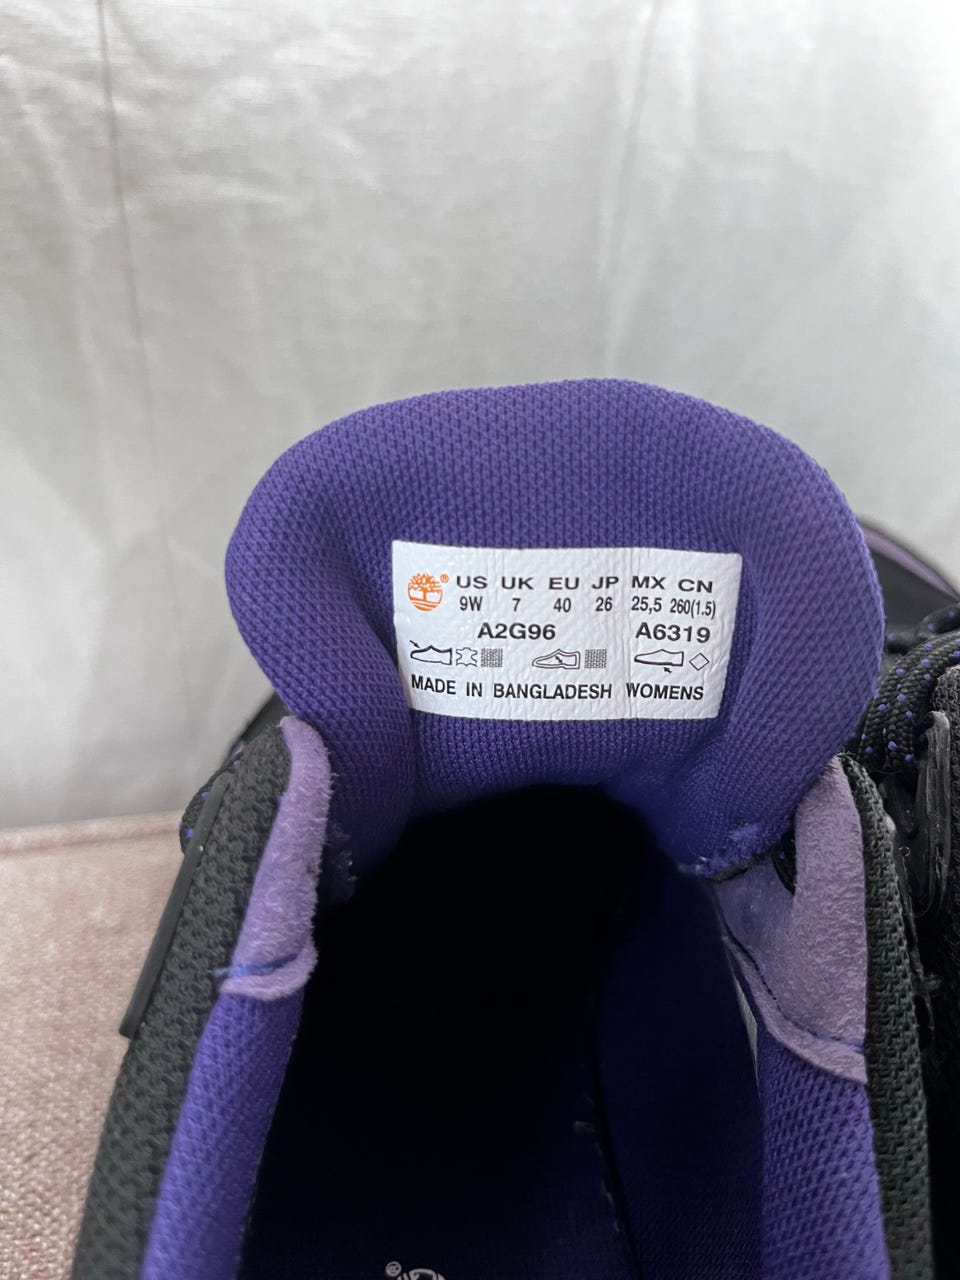 ® US UK EU JP MX CN
9W 7 40 26 25,5 260(1.5)
A2G96 A6319
MADE IN BANGLADESH WOMENS
®